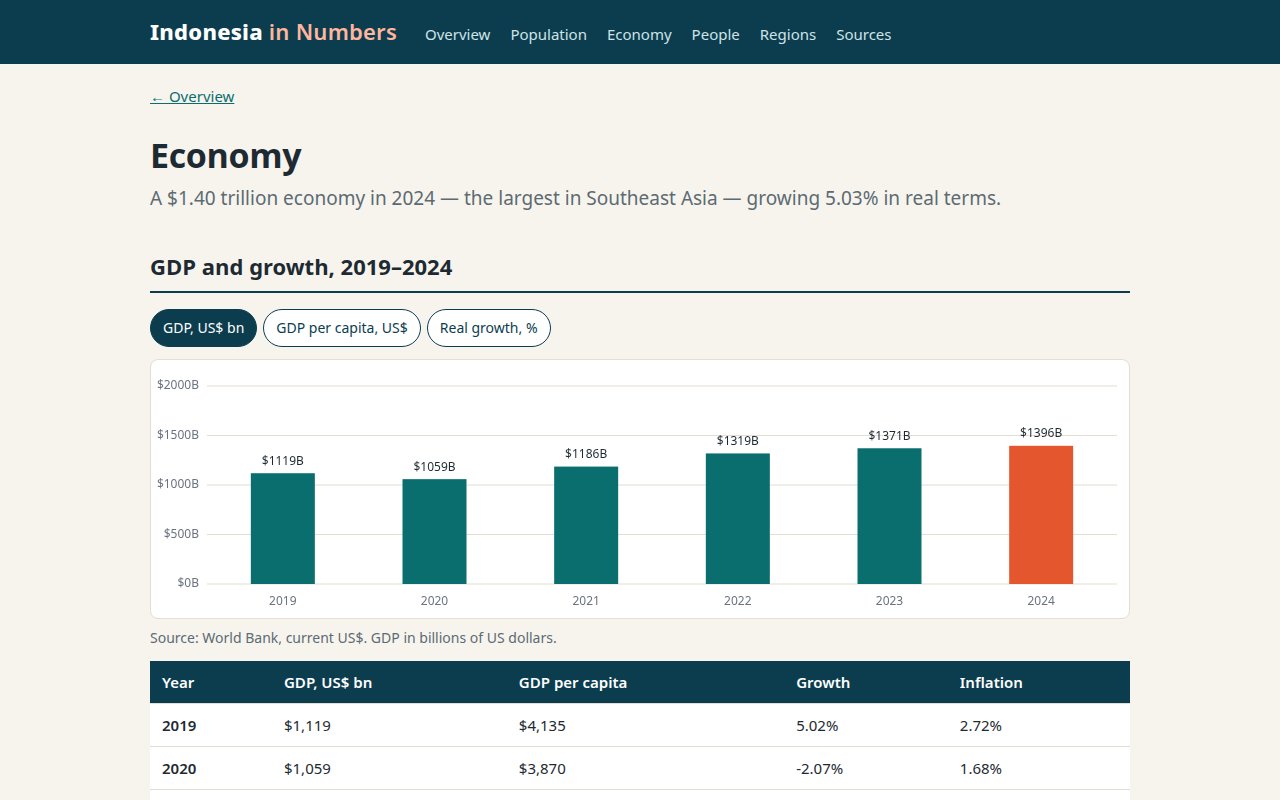 Indonesia in Numbers Overview Population Economy People Regions Sources
← Overview
Economy
A $1.40 trillion economy in 2024 — the largest in Southeast Asia — growing 5.03% in real terms.
GDP and growth, 2019–2024
GDP, US$ bn GDP per capita, US$ Real growth, %
$2000B
$1500B
$1000B
$500B
$0B
$1119B $1059B $1186B $1319B $1371B $1396B
2019 2020 2021 2022 2023 2024
Source: World Bank, current US$. GDP in billions of US dollars.
Year GDP, US$ bn GDP per capita Growth Inflation
2019 $1,119 $4,135 5.02% 2.72%
2020 $1,059 $3,870 -2.07% 1.68%